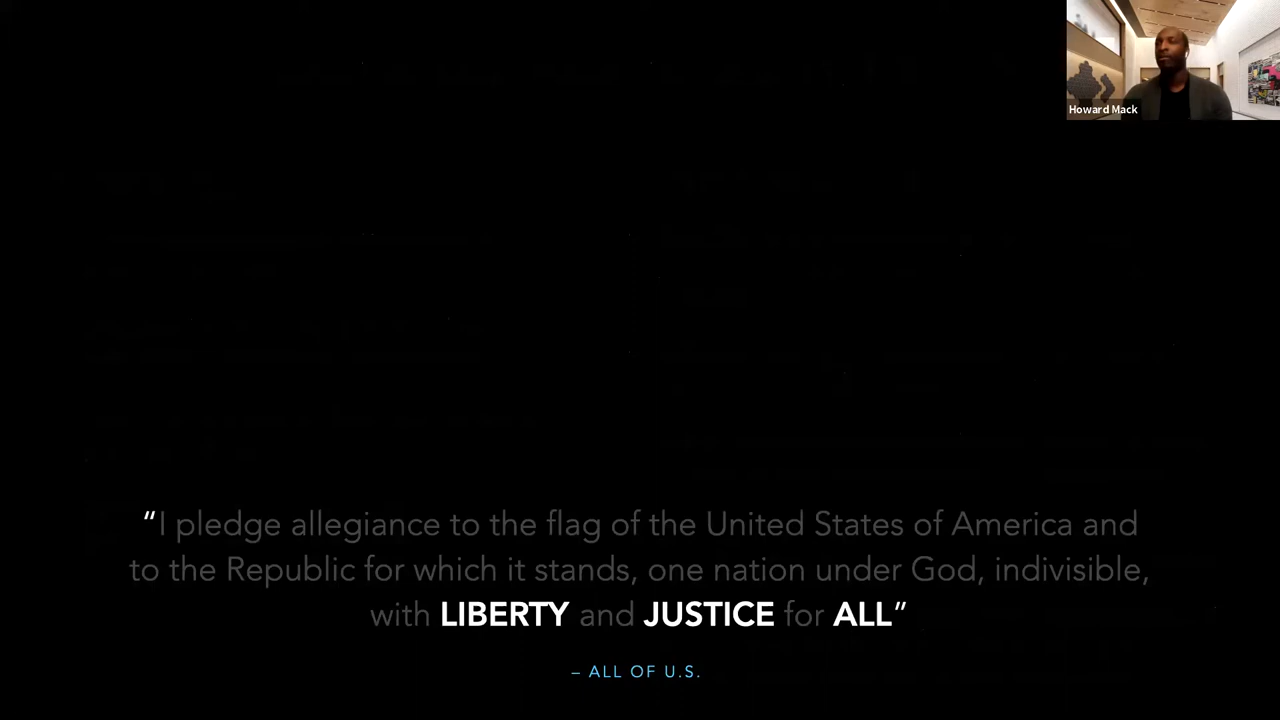 Howard Mack
“I pledge allegiance to the flag of the United States of America and
to the Republic for which it stands, one nation under God, indivisible,
with LIBERTY and JUSTICE for ALL”
– ALL OF U.S.